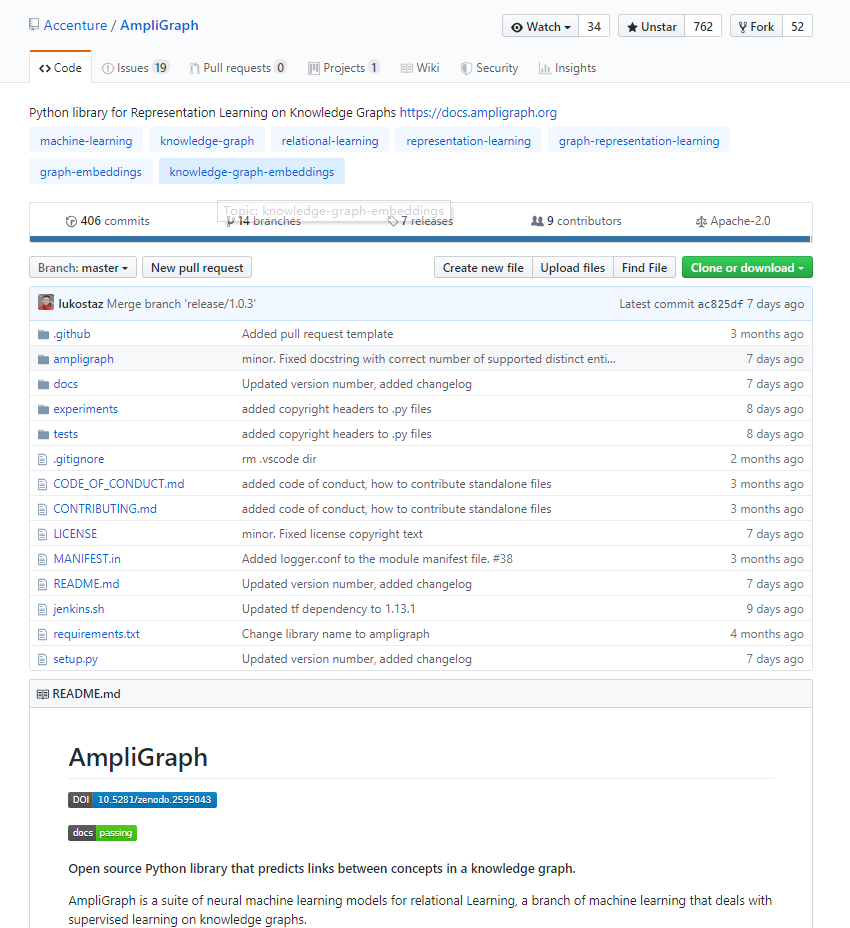 Accenture / AmpliGraph Watch 34 Unstar 762 Fork 52
Code Issues 19 Pull requests 0 Projects 1 Wiki Security Insights
Python library for Representation Learning on Knowledge Graphs https://docs.ampligraph.org
machine-learning knowledge-graph relational-learning representation-learning graph-representation-learning
graph-embeddings knowledge-graph-embeddings
Topic: knowledge-graph-embeddings
406 commits 14 branches 7 releases 9 contributors Apache-2.0
Branch: master New pull request Create new file Upload files Find File Clone or download
lukostaz Merge branch 'release/1.0.3' Latest commit ac825df 7 days ago
.github Added pull request template 3 months ago
ampligraph minor. Fixed docstring with correct number of supported distinct enti... 7 days ago
docs Updated version number, added changelog 7 days ago
experiments added copyright headers to .py files 8 days ago
tests added copyright headers to .py files 8 days ago
.gitignore rm .vscode dir 2 months ago
CODE_OF_CONDUCT.md added code of conduct, how to contribute standalone files 3 months ago
CONTRIBUTING.md added code of conduct, how to contribute standalone files 3 months ago
LICENSE minor. Fixed license copyright text 7 days ago
MANIFEST.in Added logger.conf to the module manifest file. #38 3 months ago
README.md Updated version number, added changelog 7 days ago
jenkins.sh Updated tf dependency to 1.13.1 9 days ago
requirements.txt Change library name to ampligraph 4 months ago
setup.py Updated version number, added changelog 7 days ago
README.md
AmpliGraph
DOI 10.5281/zenodo.2595043
docs passing
Open source Python library that predicts links between concepts in a knowledge graph.
AmpliGraph is a suite of neural machine learning models for relational Learning, a branch of machine learning that deals with
supervised learning on knowledge graphs.